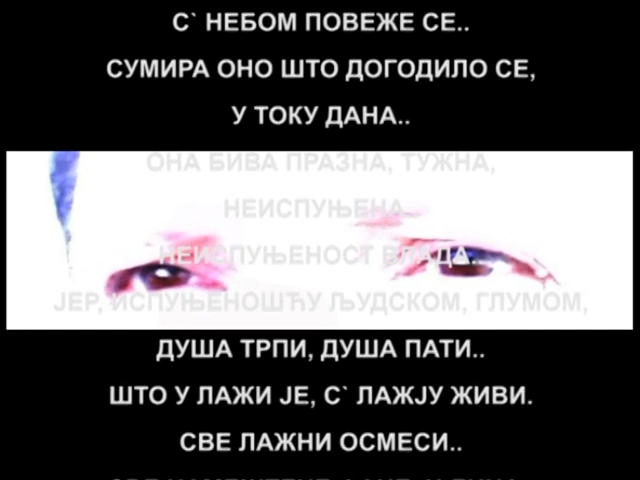 С` НЕБОМ ПОВЕЖЕ СЕ..
СУМИРА ОНО ШТО ДОГОДИЛО СЕ,
У ТОКУ ДАНА..
ОНА БИВА ПРАЗНА, ТУЖНА,
НЕИСПУЊЕНА..
НЕИСПУЊЕНОСТ ВЛАДА..
ЈЕР, ИСПУЊЕНОШЋУ ЉУДСКОМ, ГЛУМОМ,
ДУША ТРПИ, ДУША ПАТИ..
ШТО У ЛАЖИ ЈЕ, С` ЛАЖЈУ ЖИВИ.
СВЕ ЛАЖНИ ОСМЕСИ..